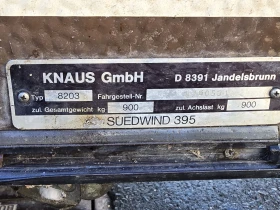 KNAUS GmbH D 8391 Jandelsbrunn
Typ 8203 Fahrgestell-Nr.
zul. Gesamtgewicht kg 900 zul. Achslast kg 900
SUEDWIND 395